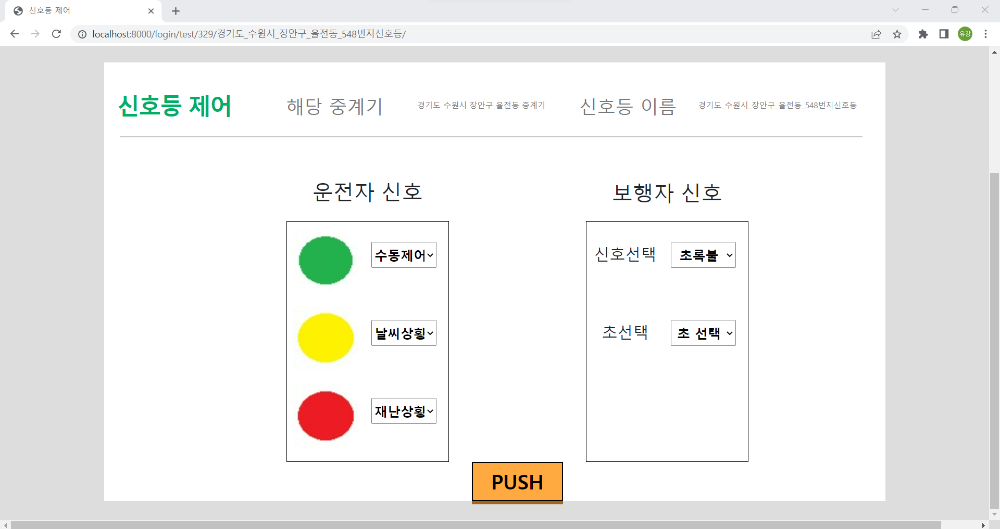 신호등 제어
localhost:8000/login/test/329/경기도_수원시_장안구_율전동_548번지신호등/
유강
신호등 제어 해당 중계기 경기도 수원시 장안구 율전동 중계기 신호등 이름 경기도_수원시_장안구_율전동_548번지신호등
운전자 신호 보행자 신호
수동제어 신호선택 초록불
날씨상황 초선택 초 선택
재난상황
PUSH